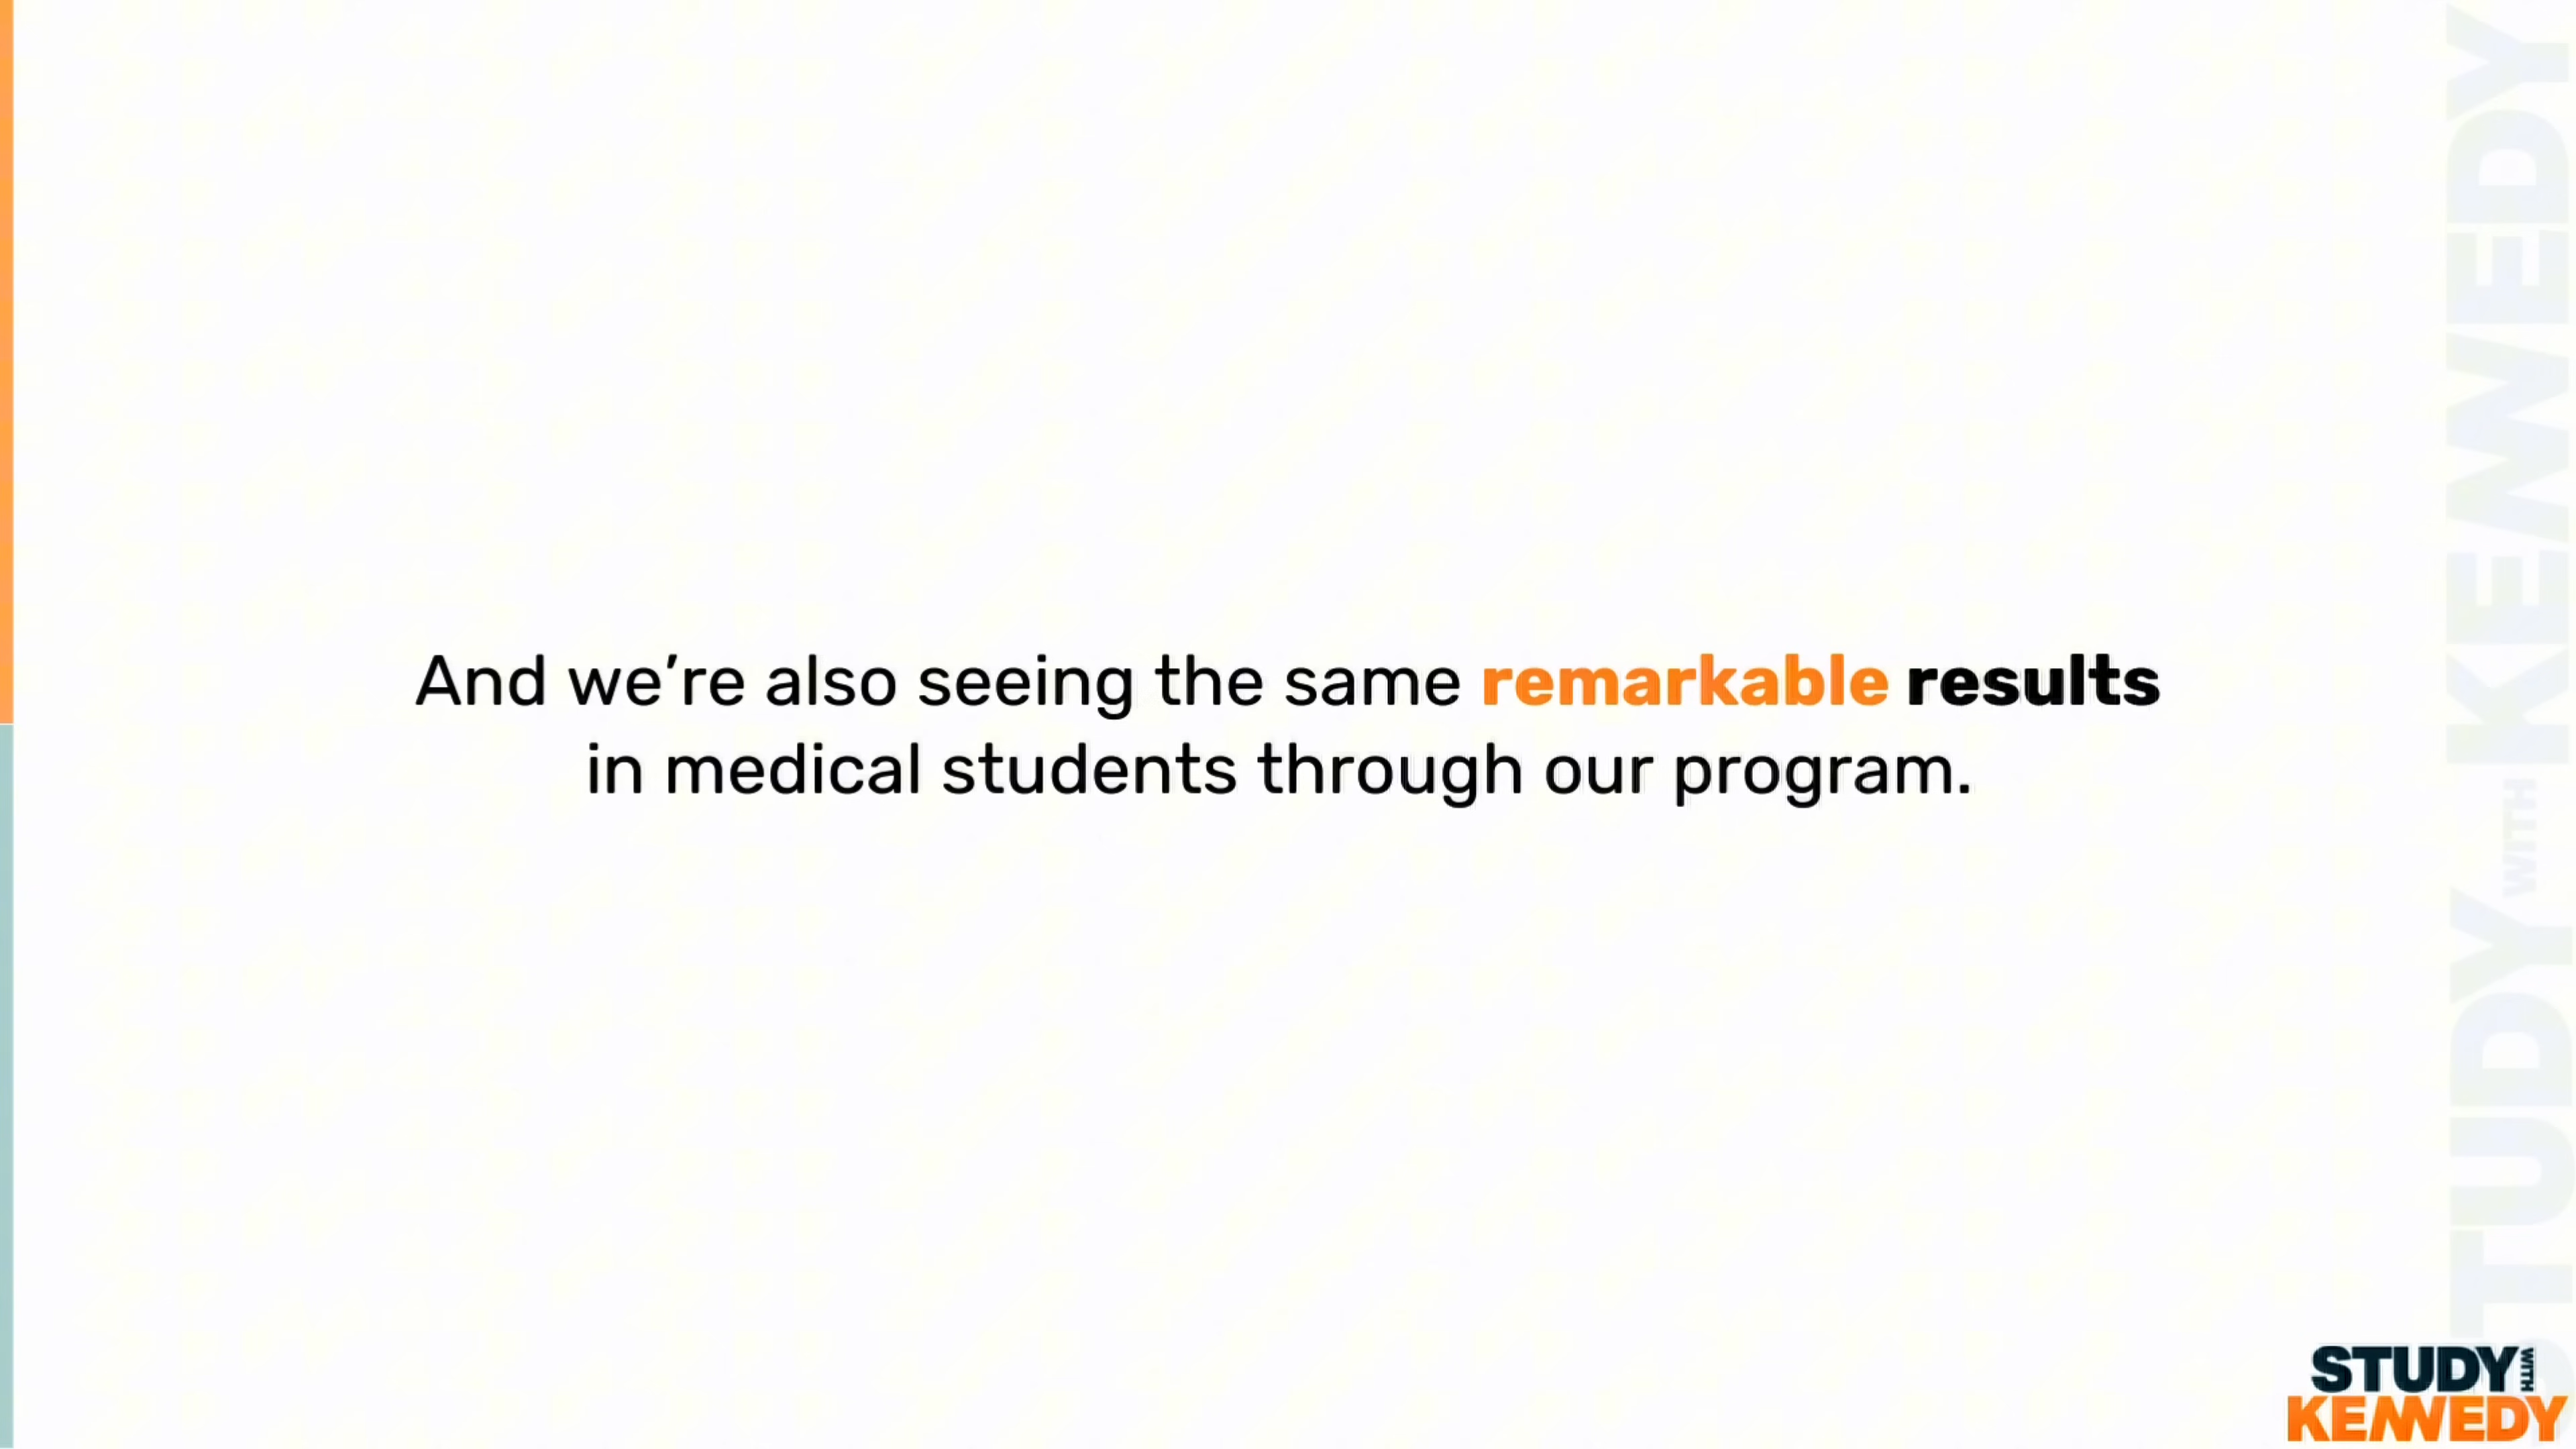 And we’re also seeing the same remarkable results
in medical students through our program.
STUDY WITH KENNEDY
STUDY WITH
KENNEDY